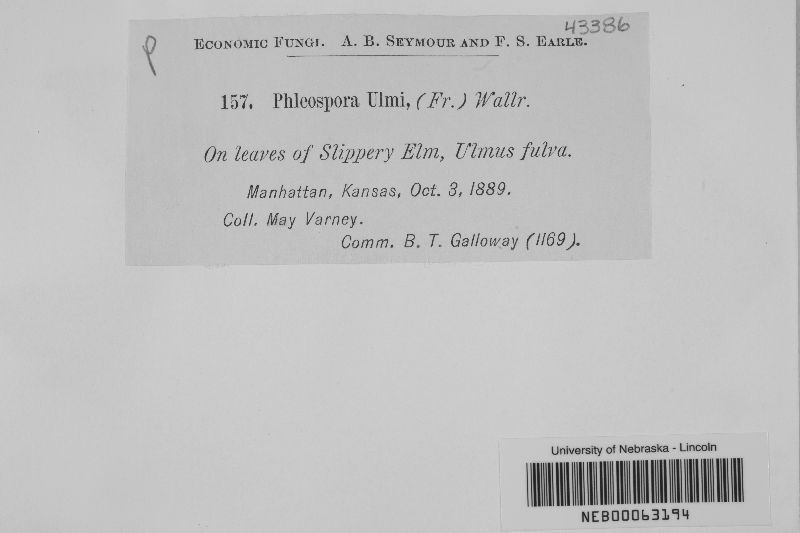 43386
ECONOMIC FUNGI. A. B. SEYMOUR AND F. S. EARLE.
157. Phleospora Ulmi, (Fr.) Wallr.
On leaves of Slippery Elm, Ulmus fulva.
Manhattan, Kansas, Oct. 3, 1889.
Coll. May Varney.
Comm. B. T. Galloway (1169).
University of Nebraska - Lincoln
NEB00063194